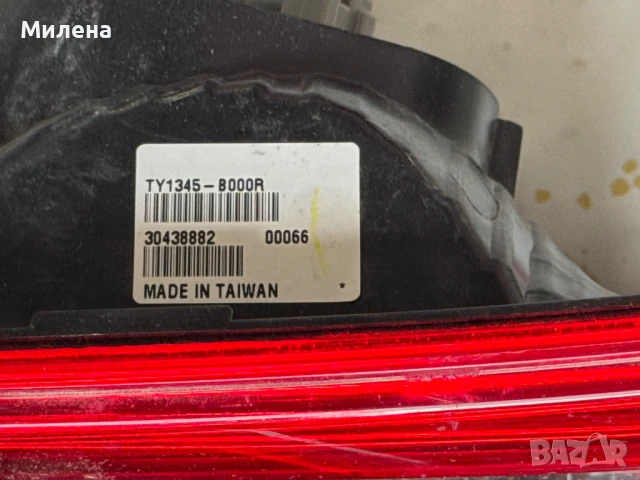 Милена
TY1345-B000R
30438882 00066
MADE IN TAIWAN *
BAZAR